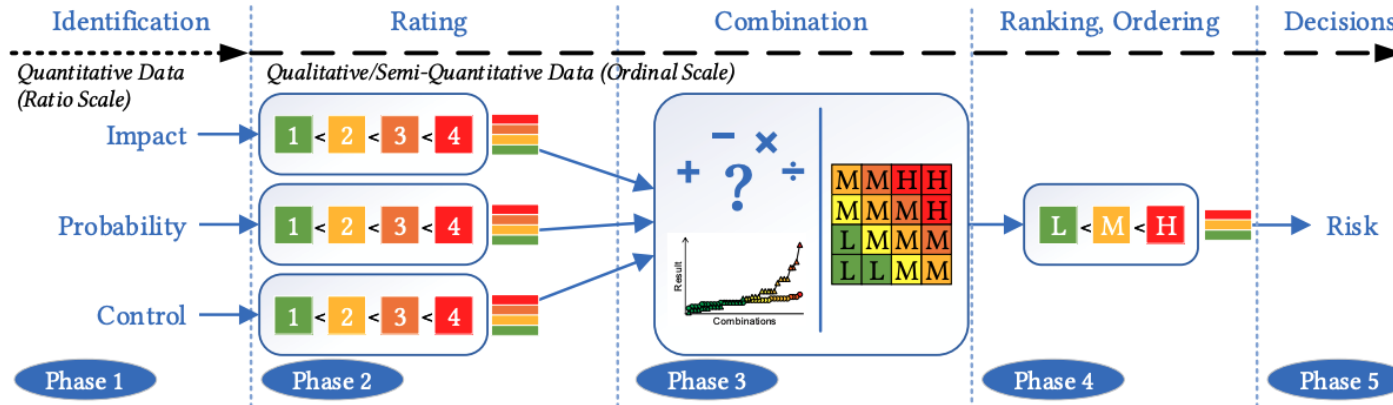 Identification
Rating
Combination
Ranking, Ordering
Decisions
Quantitative Data
(Ratio Scale)
Qualitative/Semi-Quantitative Data (Ordinal Scale)
Impact
1 < 2 < 3 < 4
Probability
1 < 2 < 3 < 4
Control
1 < 2 < 3 < 4
+ − × ÷
?
Result
Combinations
M M H H
M M M H
L M M M
L L M M
L < M < H
Risk
Phase 1
Phase 2
Phase 3
Phase 4
Phase 5